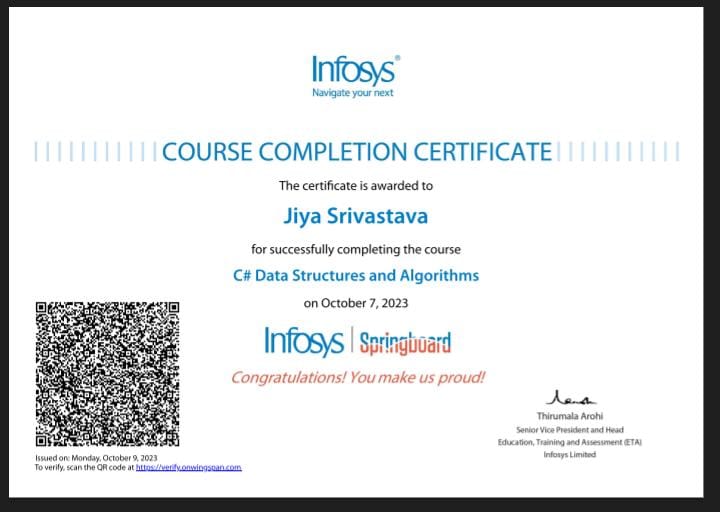 Infosys®
Navigate your next
COURSE COMPLETION CERTIFICATE
The certificate is awarded to
Jiya Srivastava
for successfully completing the course
C# Data Structures and Algorithms
on October 7, 2023
Infosys | Springboard
Congratulations! You make us proud!
Thirumala Arohi
Senior Vice President and Head
Education, Training and Assessment (ETA)
Infosys Limited
Issued on: Monday, October 9, 2023
To verify, scan the QR code at https://verify.onwingspan.com